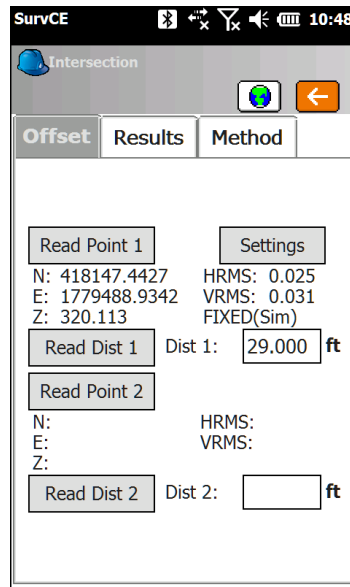 SurvCE 10:48
Intersection
Offset Results Method
Read Point 1 Settings
N: 418147.4427 HRMS: 0.025
E: 1779488.9342 VRMS: 0.031
Z: 320.113 FIXED(Sim)
Read Dist 1 Dist 1: 29.000 ft
Read Point 2
N: HRMS:
E: VRMS:
Z:
Read Dist 2 Dist 2: ft